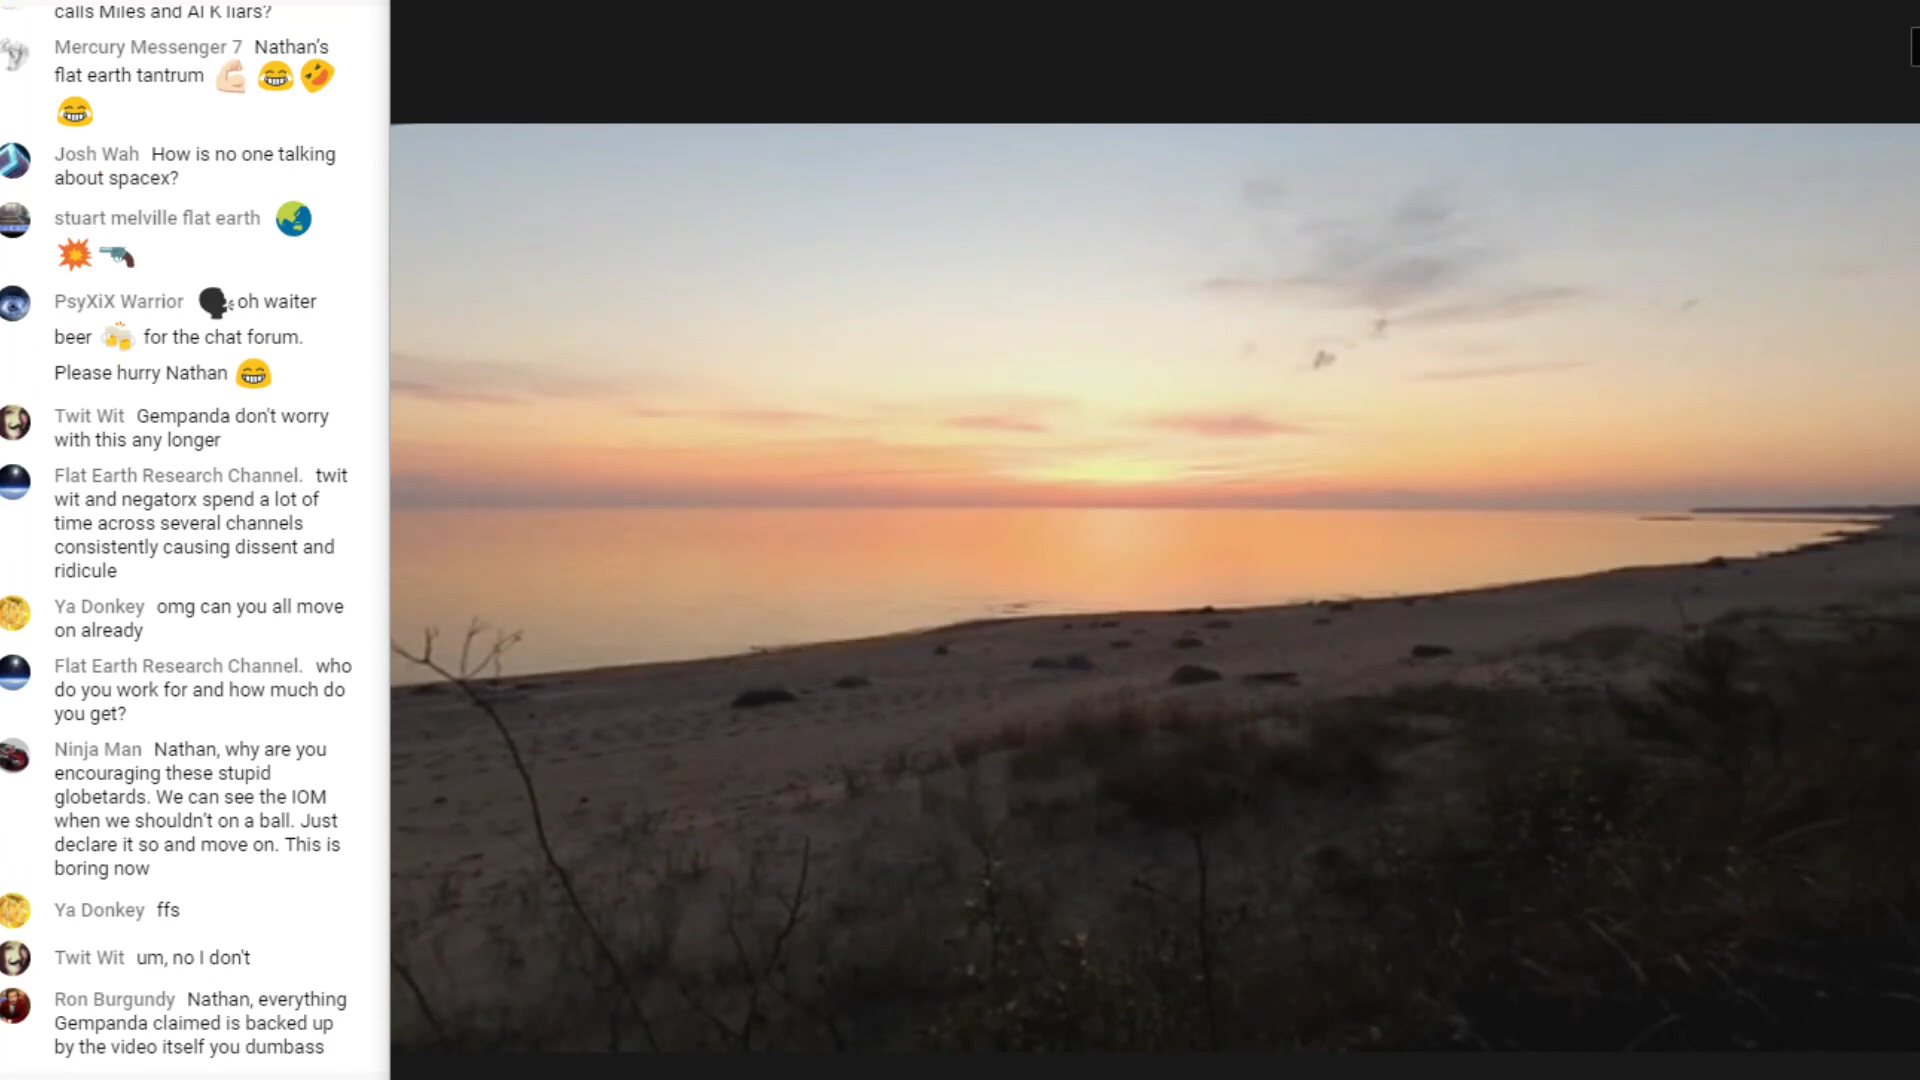 calls Miles and Al K liars?
Mercury Messenger 7 Nathan's
flat earth tantrum 💪🏻 😂 🤣
😂
Josh Wah How is no one talking
about spacex?
stuart melville flat earth 🌏
💥 🔫
PsyXiX Warrior 🗣 oh waiter
beer 🍻 for the chat forum.
Please hurry Nathan 😁
Twit Wit Gempanda don't worry
with this any longer
Flat Earth Research Channel. twit
wit and negatorx spend a lot of
time across several channels
consistently causing dissent and
ridicule
Ya Donkey omg can you all move
on already
Flat Earth Research Channel. who
do you work for and how much do
you get?
Ninja Man Nathan, why are you
encouraging these stupid
globetards. We can see the IOM
when we shouldn't on a ball. Just
declare it so and move on. This is
boring now
Ya Donkey ffs
Twit Wit um, no I don't
Ron Burgundy Nathan, everything
Gempanda claimed is backed up
by the video itself you dumbass